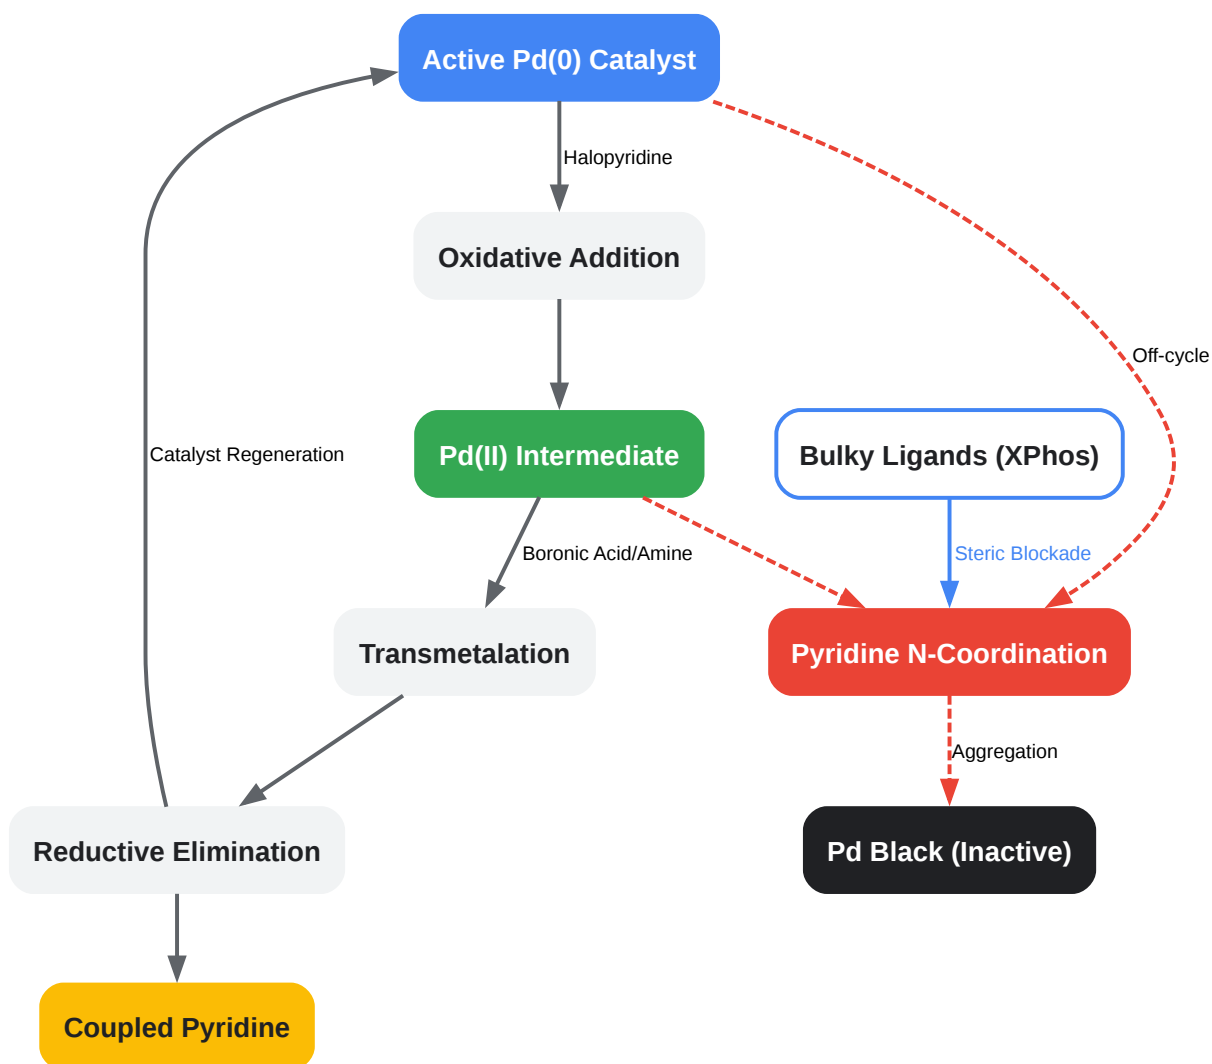 Active Pd(0) Catalyst
Halopyridine
Oxidative Addition
Off-cycle
Catalyst Regeneration
Pd(II) Intermediate
Bulky Ligands (XPhos)
Boronic Acid/Amine
Steric Blockade
Transmetalation
Pyridine N-Coordination
Aggregation
Reductive Elimination
Pd Black (Inactive)
Coupled Pyridine